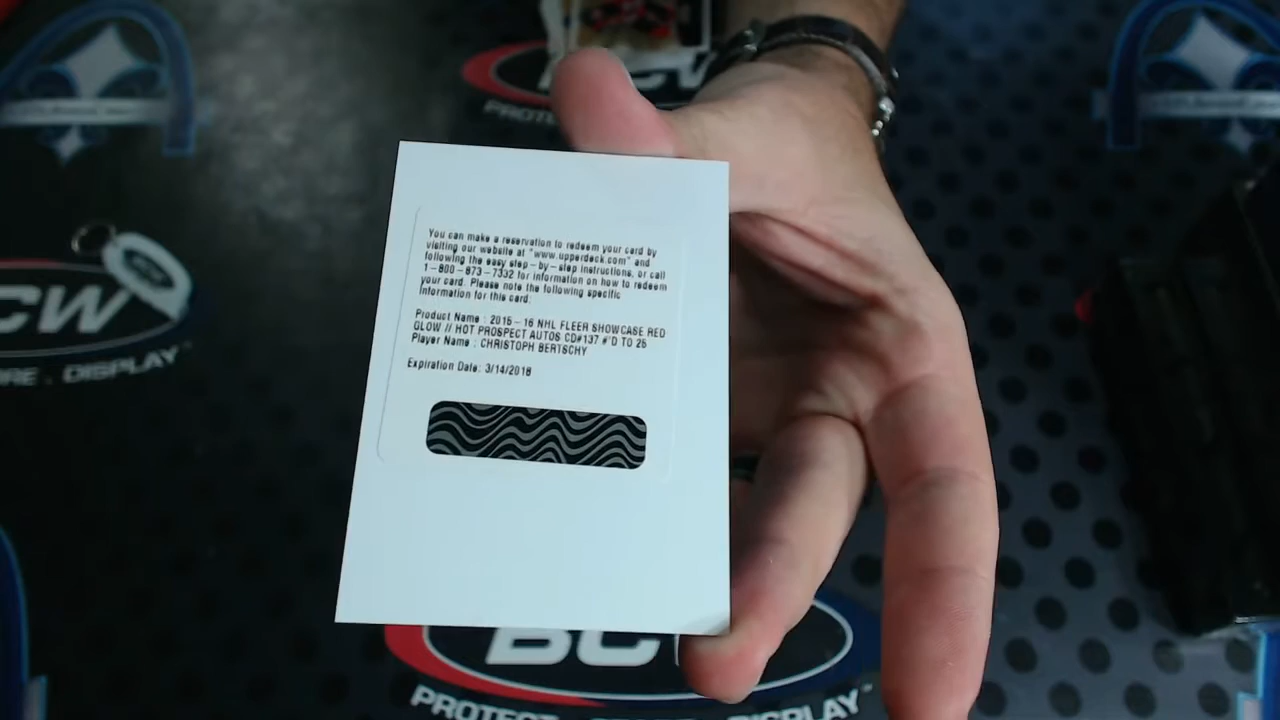 BCW
PROTE
CW
RE . DISPLAY
You can make a reservation to redeem your card by
visiting our website at "www.upperdeck.com" and
following the easy step-by-step instructions, or call
1-800-873-7332 for information on how to redeem
your card. Please note the following specific
information for this card:
Product Name : 2015-16 NHL FLEER SHOWCASE RED
GLOW // HOT PROSPECT AUTOS CD#137 #'D TO 25
Player Name : CHRISTOPH BERTSCHY
Expiration Date: 3/14/2018
BCW
PROTECT
DISPLAY